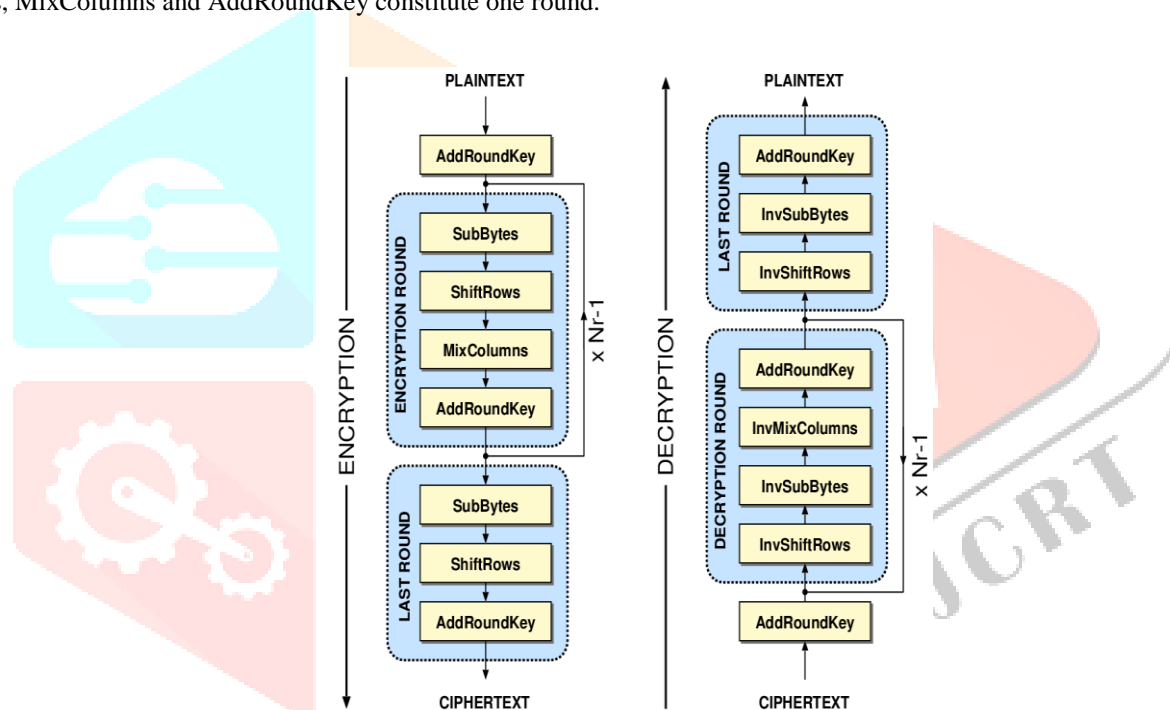 , MixColumns and AddRoundKey constitute one round.
PLAINTEXT
AddRoundKey
ENCRYPTION ROUND
SubBytes
ShiftRows
MixColumns
AddRoundKey
x Nr-1
LAST ROUND
SubBytes
ShiftRows
AddRoundKey
CIPHERTEXT
ENCRYPTION
PLAINTEXT
LAST ROUND
AddRoundKey
InvSubBytes
InvShiftRows
DECRYPTION ROUND
AddRoundKey
InvMixColumns
InvSubBytes
InvShiftRows
x Nr-1
AddRoundKey
CIPHERTEXT
DECRYPTION
JCRT